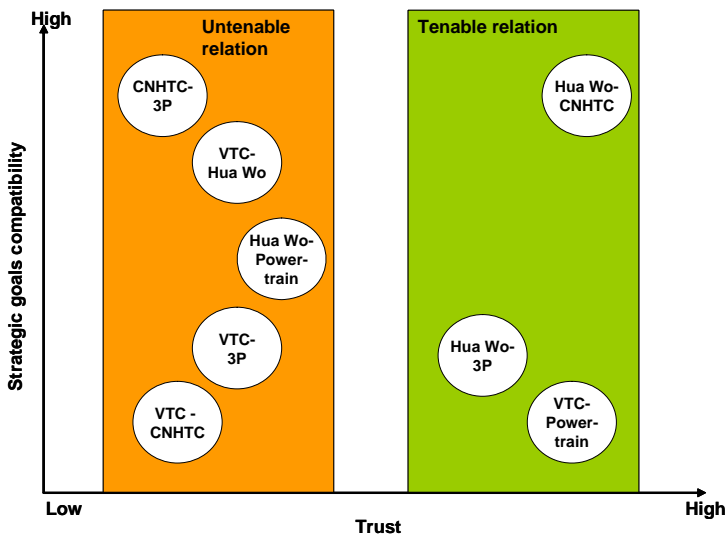 High
Untenable
relation
Tenable relation
CNHTC-
3P
Hua Wo-
CNHTC
VTC-
Hua Wo
Hua Wo-
Power-
train
VTC-
3P
Hua Wo-
3P
VTC -
CNHTC
VTC-
Power-
train
Strategic goals compatibility
Low
High
Trust